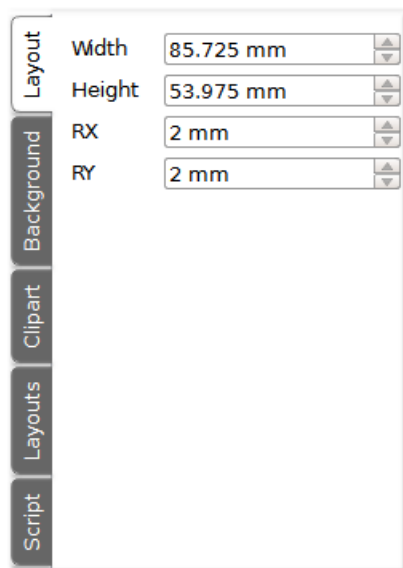 Layout
Background
Clipart
Layouts
Script
Width 85.725 mm
Height 53.975 mm
RX 2 mm
RY 2 mm